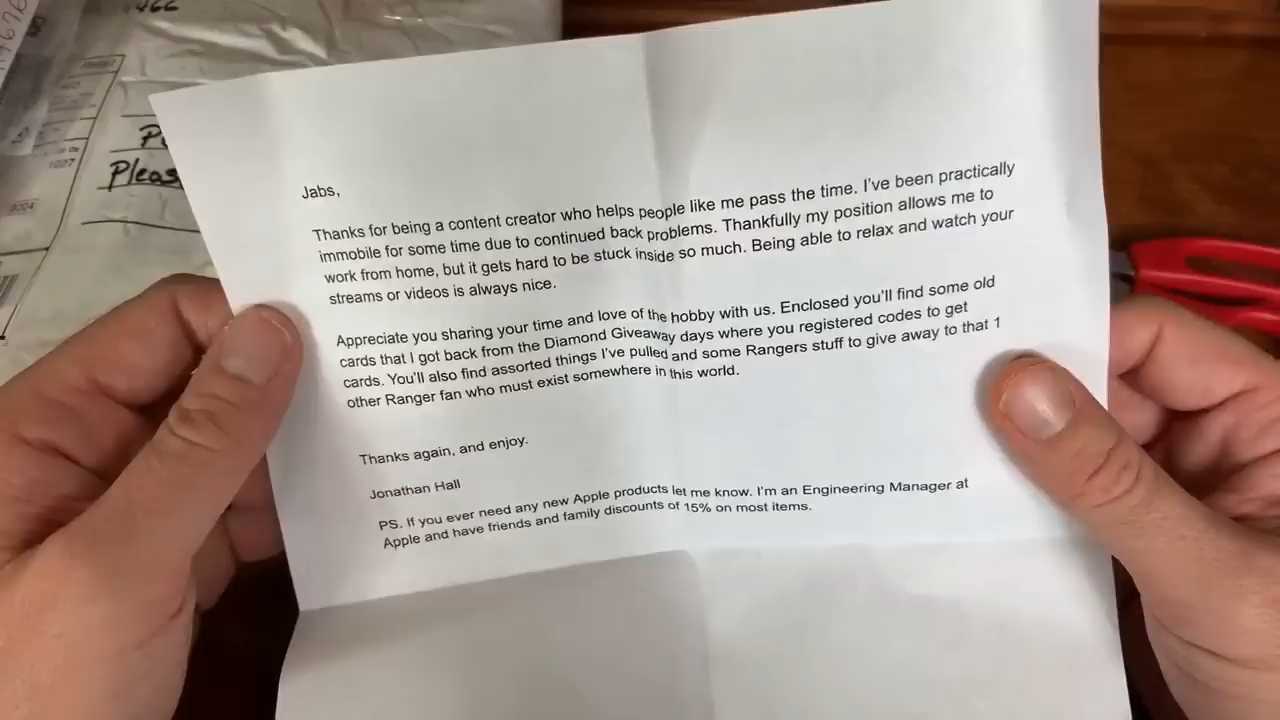 466
Pleas
1027
6024
Jabs,
Thanks for being a content creator who helps people like me pass the time. I've been practically
immobile for some time due to continued back problems. Thankfully my position allows me to
work from home, but it gets hard to be stuck inside so much. Being able to relax and watch your
streams or videos is always nice.
Appreciate you sharing your time and love of the hobby with us. Enclosed you'll find some old
cards that I got back from the Diamond Giveaway days where you registered codes to get
cards. You'll also find assorted things I've pulled and some Rangers stuff to give away to that 1
other Ranger fan who must exist somewhere in this world.
Thanks again, and enjoy.
Jonathan Hall
PS. If you ever need any new Apple products let me know. I'm an Engineering Manager at
Apple and have friends and family discounts of 15% on most items.